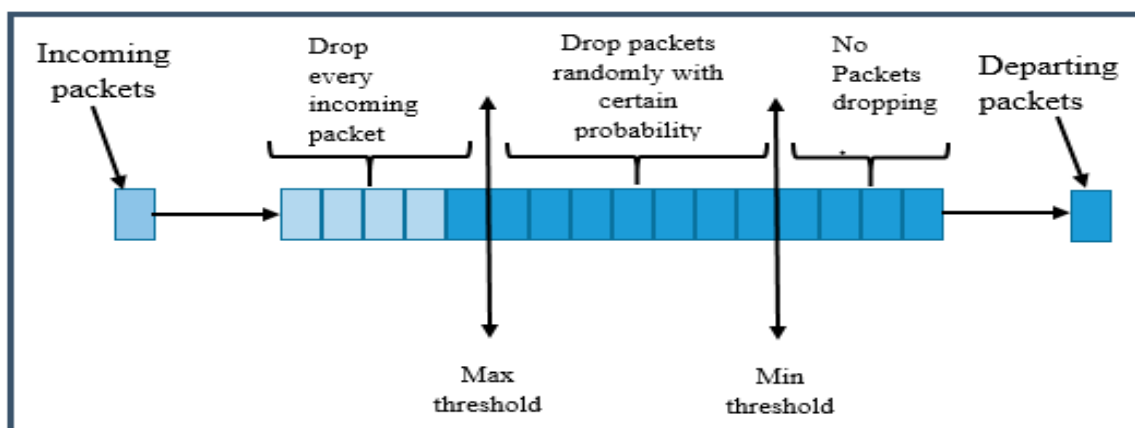 Incoming
packets
Drop
every
incoming
packet
Drop packets
randomly with
certain
probability
No
Packets
dropping
.
Departing
packets
Max
threshold
Min
threshold